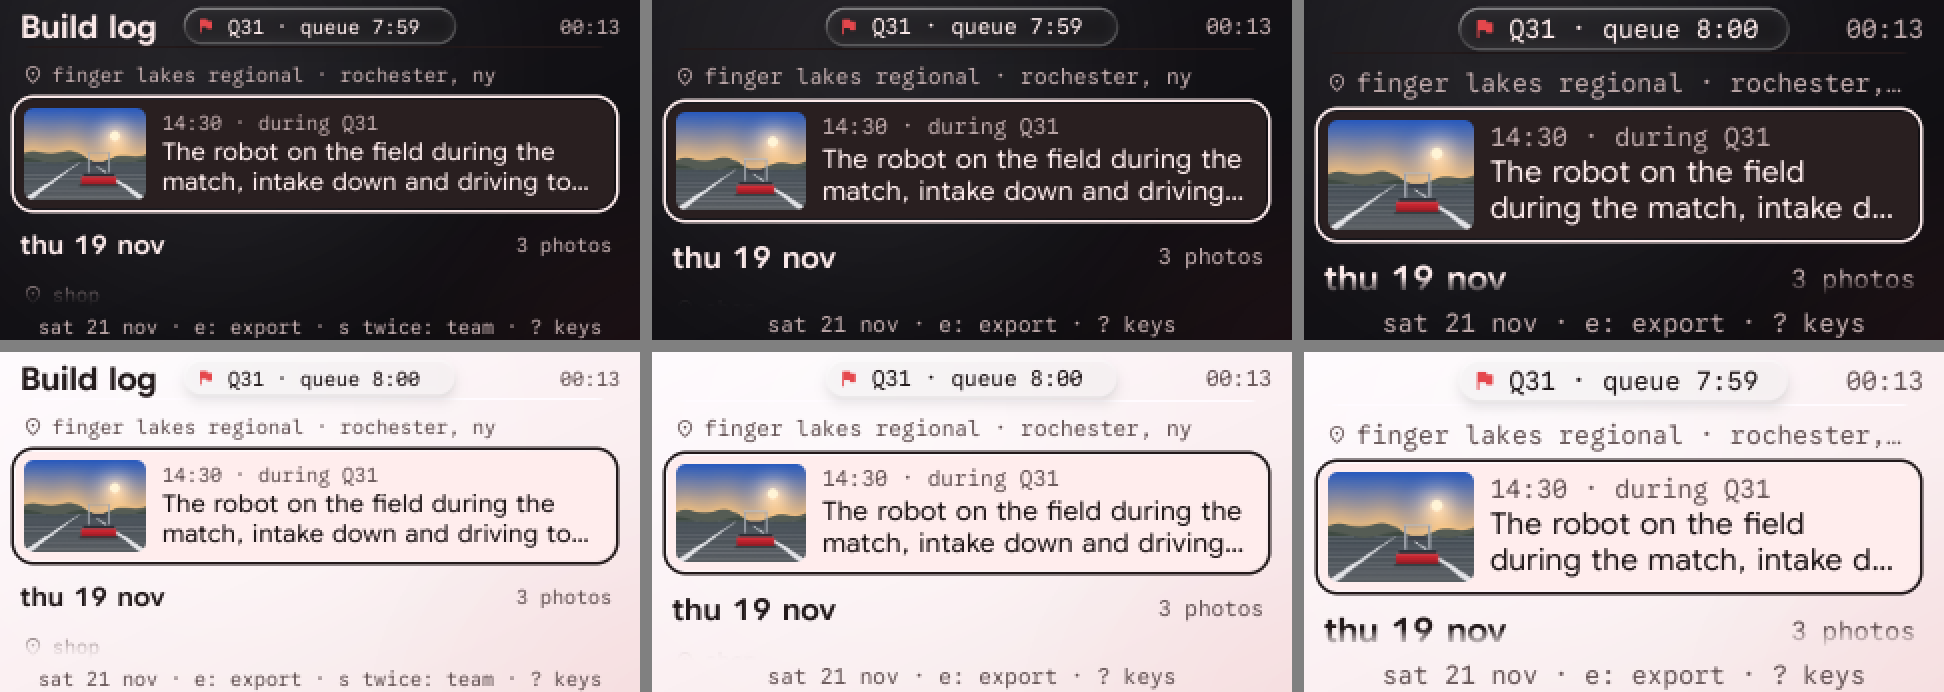 Build log
Q31 · queue 7:59
00:13
finger lakes regional · rochester, ny
14:30 · during Q31
The robot on the field during the
match, intake down and driving to...
thu 19 nov
3 photos
shop
sat 21 nov · e: export · s twice: team · ? keys
Q31 · queue 7:59
00:13
finger lakes regional · rochester, ny
14:30 · during Q31
The robot on the field during the
match, intake down and driving...
thu 19 nov
3 photos
sat 21 nov · e: export · ? keys
Q31 · queue 8:00
00:13
finger lakes regional · rochester,…
14:30 · during Q31
The robot on the field
during the match, intake d...
thu 19 nov
3 photos
sat 21 nov · e: export · ? keys
Build log
Q31 · queue 8:00
00:13
finger lakes regional · rochester, ny
14:30 · during Q31
The robot on the field during the
match, intake down and driving to...
thu 19 nov
3 photos
shop
sat 21 nov · e: export · s twice: team · ? keys
Q31 · queue 8:00
00:13
finger lakes regional · rochester, ny
14:30 · during Q31
The robot on the field during the
match, intake down and driving...
thu 19 nov
3 photos
sat 21 nov · e: export · ? keys
Q31 · queue 7:59
00:13
finger lakes regional · rochester,…
14:30 · during Q31
The robot on the field
during the match, intake d...
thu 19 nov
3 photos
sat 21 nov · e: export · ? keys